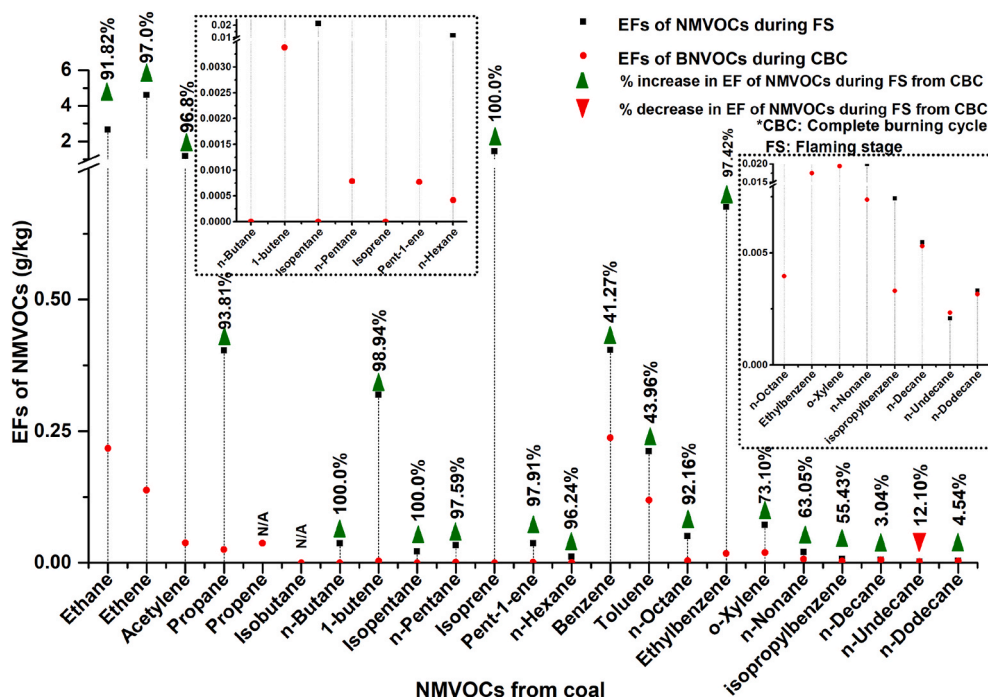 EFs of NMVOCs during FS
EFs of BNVOCs during CBC
% increase in EF of NMVOCs during FS from CBC
% decrease in EF of NMVOCs during FS from CBC
*CBC: Complete burning cycle
FS: Flaming stage
EFs of NMVOCs (g/kg)
6
4
2
0.50
0.25
0.00
91.82%
97.0%
96.8%
93.81%
N/A
N/A
100.0%
98.94%
100.0%
97.59%
100.0%
97.91%
96.24%
41.27%
43.96%
92.16%
97.42%
73.10%
63.05%
55.43%
3.04%
12.10%
4.54%
0.02
0.01
0.0030
0.0025
0.0020
0.0015
0.0010
0.0005
0.0000
n-Butane
1-butene
Isopentane
n-Pentane
Isoprene
Pent-1-ene
n-Hexane
0.020
0.015
0.005
0.000
n-Octane
Ethylbenzene
o-Xylene
n-Nonane
isopropylbenzene
n-Decane
n-Undecane
n-Dodecane
Ethane
Ethene
Acetylene
Propane
Propene
Isobutane
n-Butane
1-butene
Isopentane
n-Pentane
Isoprene
Pent-1-ene
n-Hexane
Benzene
Toluene
n-Octane
Ethylbenzene
o-Xylene
n-Nonane
isopropylbenzene
n-Decane
n-Undecane
n-Dodecane
NMVOCs from coal